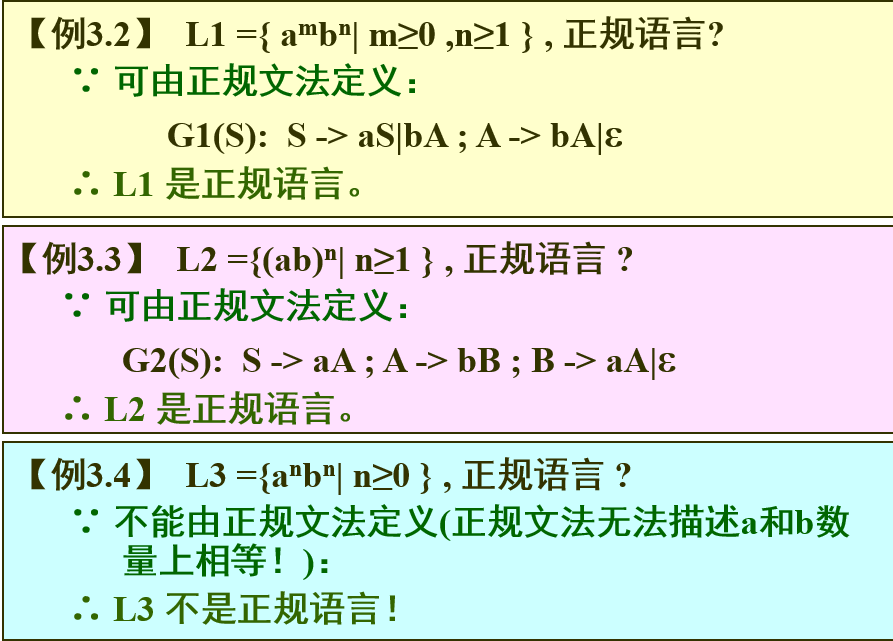 【例3.2】 L1 ={ aᵐbⁿ| m≥0 ,n≥1 } , 正规语言?
∵ 可由正规文法定义：
G1(S): S -> aS|bA ; A -> bA|ε
∴ L1 是正规语言。
【例3.3】 L2 ={(ab)ⁿ| n≥1 } , 正规语言 ?
∵ 可由正规文法定义：
G2(S): S -> aA ; A -> bB ; B -> aA|ε
∴ L2 是正规语言。
【例3.4】 L3 ={aⁿbⁿ| n≥0 } , 正规语言 ?
∵ 不能由正规文法定义(正规文法无法描述a和b数
量上相等！)：
∴ L3 不是正规语言！